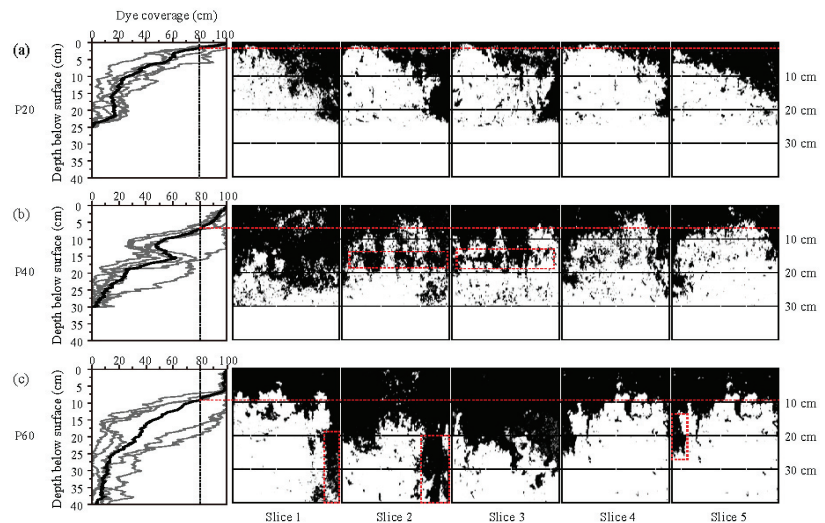 Dye coverage (cm)
0 20 40 60 80 100
(a)
P20
Depth below surface (cm)
0
5
10
15
20
25
30
35
40
10 cm
20 cm
30 cm
0 20 40 60 80 100
(b)
P40
Depth below surface (cm)
0
5
10
15
20
25
30
35
40
10 cm
20 cm
30 cm
0 20 40 60 80 100
(c)
P60
Depth below surface (cm)
0
5
10
15
20
25
30
35
40
10 cm
20 cm
30 cm
Slice 1 Slice 2 Slice 3 Slice 4 Slice 5